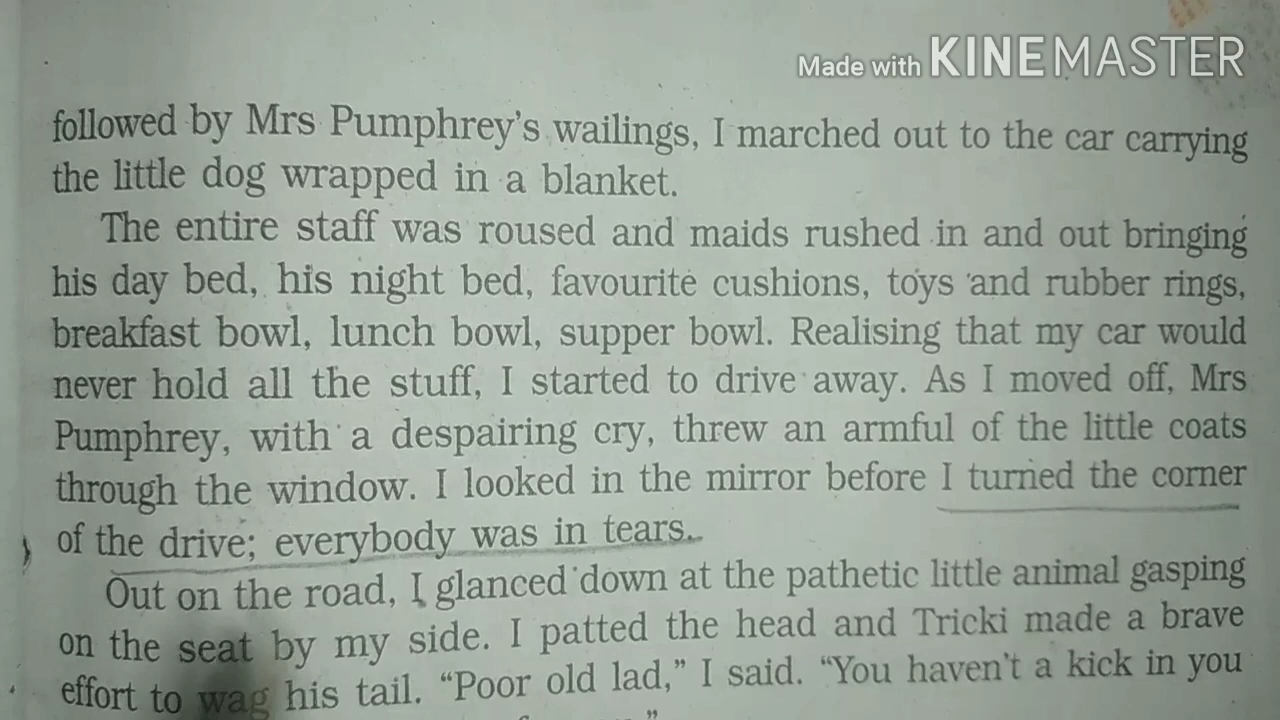 Made with KINEMASTER
followed by Mrs Pumphrey's wailings, I marched out to the car carrying
the little dog wrapped in a blanket.
The entire staff was roused and maids rushed in and out bringing
his day bed, his night bed, favourite cushions, toys and rubber rings,
breakfast bowl, lunch bowl, supper bowl. Realising that my car would
never hold all the stuff, I started to drive away. As I moved off, Mrs
Pumphrey, with a despairing cry, threw an armful of the little coats
through the window. I looked in the mirror before I turned the corner
of the drive; everybody was in tears.
Out on the road, I glanced down at the pathetic little animal gasping
on the seat by my side. I patted the head and Tricki made a brave
effort to wag his tail. “Poor old lad,” I said. “You haven't a kick in you